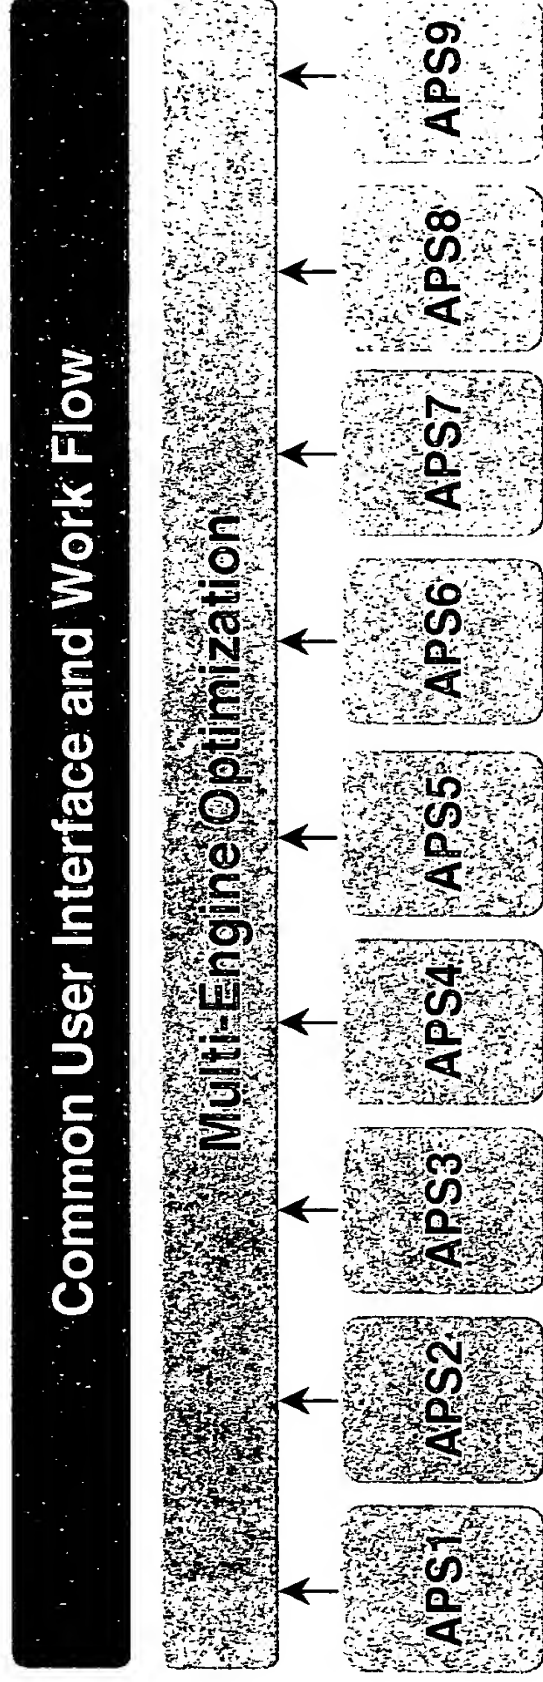 Common User Interface and Work Flow
Multi-Engine Optimization
APS1
APS2
APS3
APS4
APS5
APS6
APS7
APS8
APS9